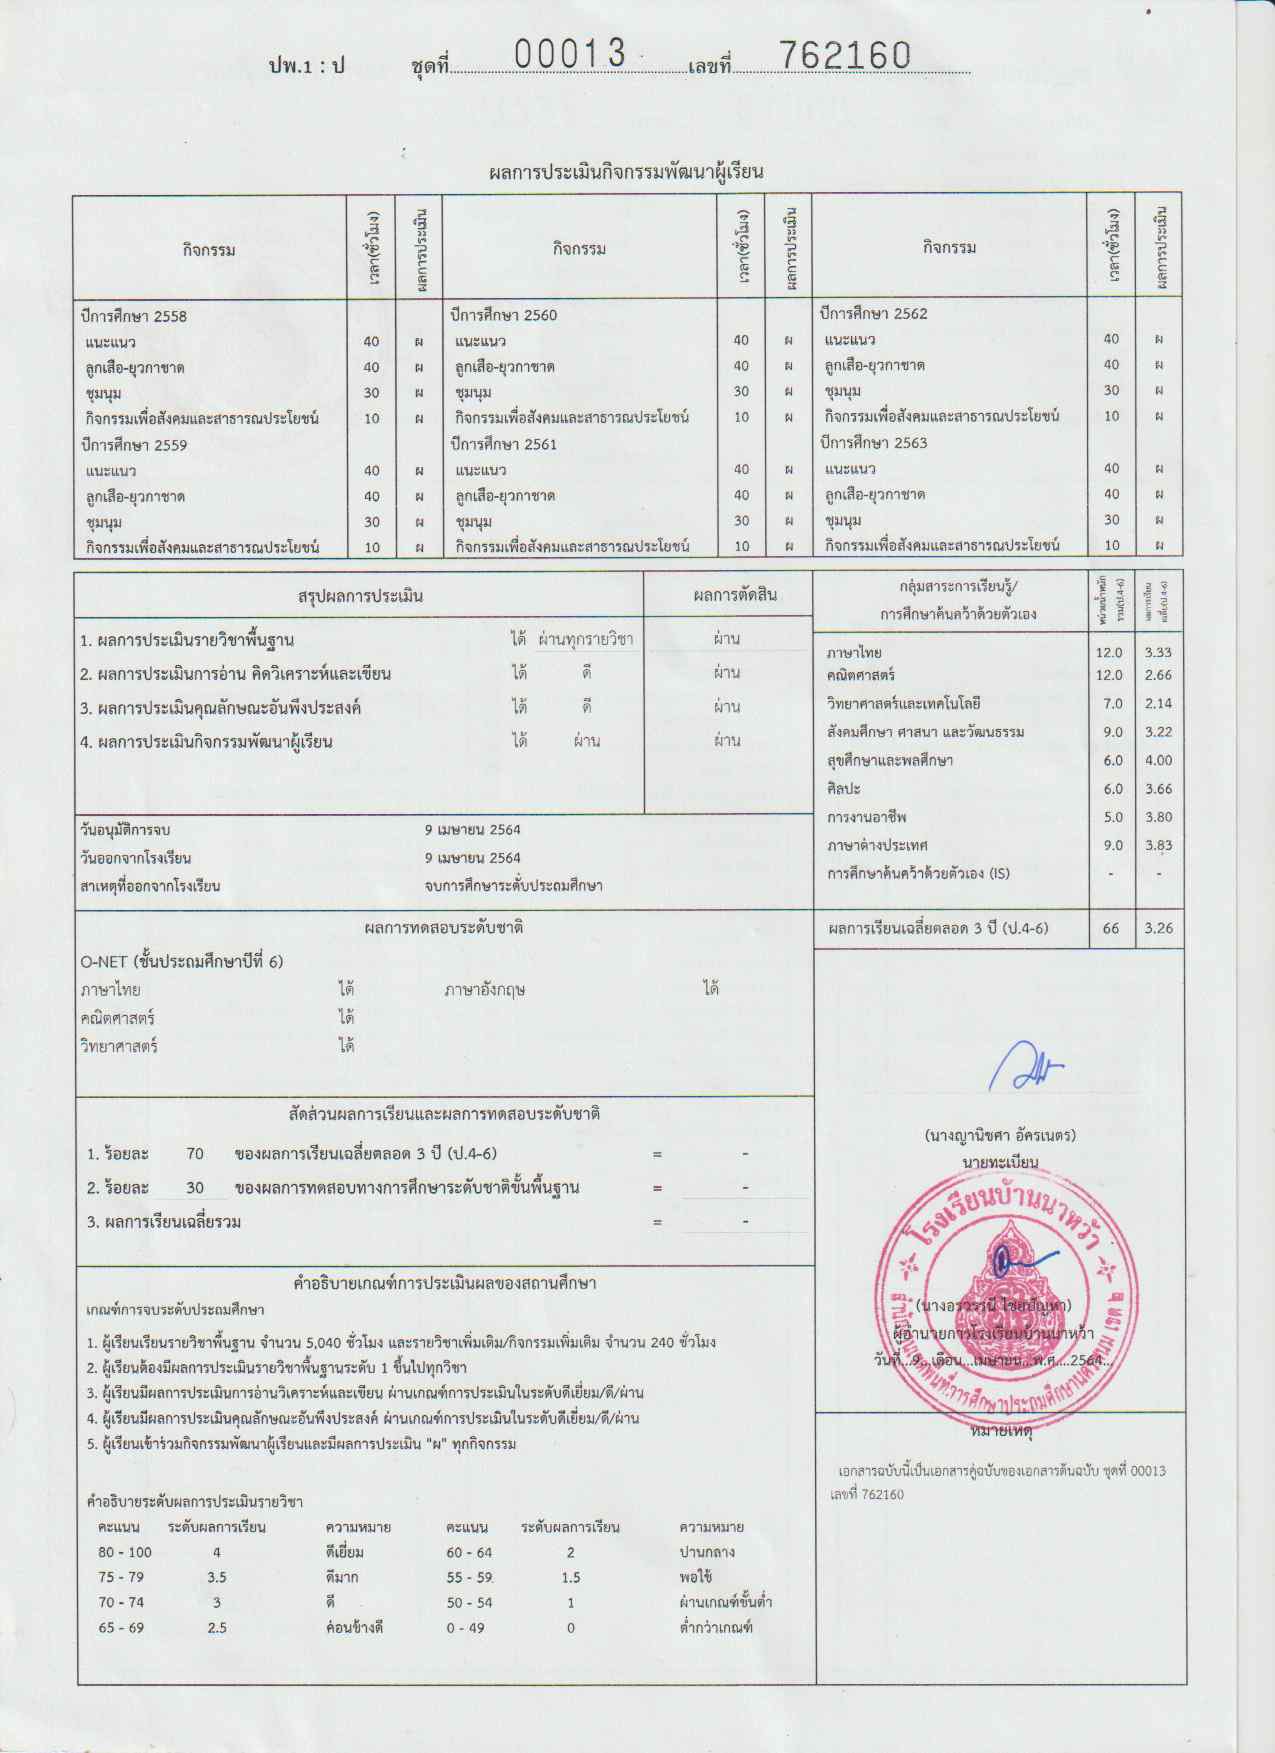 ปพ.1 : ป ชุดที่ 00013 เลขที่ 762160
ผลการประเมินกิจกรรมพัฒนาผู้เรียน
กิจกรรม เวลา(ชั่วโมง) ผลการประเมิน กิจกรรม เวลา(ชั่วโมง) ผลการประเมิน กิจกรรม เวลา(ชั่วโมง) ผลการประเมิน
ปีการศึกษา 2558 ปีการศึกษา 2560 ปีการศึกษา 2562
แนะแนว 40 ผ แนะแนว 40 ผ แนะแนว 40 ผ
ลูกเสือ-ยุวกาชาด 40 ผ ลูกเสือ-ยุวกาชาด 40 ผ ลูกเสือ-ยุวกาชาด 40 ผ
ชุมนุม 30 ผ ชุมนุม 30 ผ ชุมนุม 30 ผ
กิจกรรมเพื่อสังคมและสาธารณประโยชน์ 10 ผ กิจกรรมเพื่อสังคมและสาธารณประโยชน์ 10 ผ กิจกรรมเพื่อสังคมและสาธารณประโยชน์ 10 ผ
ปีการศึกษา 2559 ปีการศึกษา 2561 ปีการศึกษา 2563
แนะแนว 40 ผ แนะแนว 40 ผ แนะแนว 40 ผ
ลูกเสือ-ยุวกาชาด 40 ผ ลูกเสือ-ยุวกาชาด 40 ผ ลูกเสือ-ยุวกาชาด 40 ผ
ชุมนุม 30 ผ ชุมนุม 30 ผ ชุมนุม 30 ผ
กิจกรรมเพื่อสังคมและสาธารณประโยชน์ 10 ผ กิจกรรมเพื่อสังคมและสาธารณประโยชน์ 10 ผ กิจกรรมเพื่อสังคมและสาธารณประโยชน์ 10 ผ
สรุปผลการประเมิน ผลการตัดสิน
1. ผลการประเมินรายวิชาพื้นฐาน ได้ ผ่านทุกรายวิชา ผ่าน
2. ผลการประเมินการอ่าน คิดวิเคราะห์และเขียน ได้ ดี ผ่าน
3. ผลการประเมินคุณลักษณะอันพึงประสงค์ ได้ ดี ผ่าน
4. ผลการประเมินกิจกรรมพัฒนาผู้เรียน ได้ ผ่าน ผ่าน
วันอนุมัติการจบ 9 เมษายน 2564
วันออกจากโรงเรียน 9 เมษายน 2564
สาเหตุที่ออกจากโรงเรียน จบการศึกษาระดับประถมศึกษา
ผลการทดสอบระดับชาติ
O-NET (ชั้นประถมศึกษาปีที่ 6)
ภาษาไทย ได้ ภาษาอังกฤษ ได้
คณิตศาสตร์ ได้
วิทยาศาสตร์ ได้
สัดส่วนผลการเรียนและผลการทดสอบระดับชาติ
1. ร้อยละ 70 ของผลการเรียนเฉลี่ยตลอด 3 ปี (ป.4-6) = -
2. ร้อยละ 30 ของผลการทดสอบทางการศึกษาระดับชาติขั้นพื้นฐาน = -
3. ผลการเรียนเฉลี่ยรวม = -
คำอธิบายเกณฑ์การประเมินผลของสถานศึกษา
เกณฑ์การจบระดับประถมศึกษา
1. ผู้เรียนเรียนรายวิชาพื้นฐาน จำนวน 5,040 ชั่วโมง และรายวิชาเพิ่มเติม/กิจกรรมเพิ่มเติม จำนวน 240 ชั่วโมง
2. ผู้เรียนต้องมีผลการประเมินรายวิชาพื้นฐานระดับ 1 ขึ้นไปทุกวิชา
3. ผู้เรียนมีผลการประเมินการอ่านวิเคราะห์และเขียน ผ่านเกณฑ์การประเมินในระดับดีเยี่ยม/ดี/ผ่าน
4. ผู้เรียนมีผลการประเมินคุณลักษณะอันพึงประสงค์ ผ่านเกณฑ์การประเมินในระดับดีเยี่ยม/ดี/ผ่าน
5. ผู้เรียนเข้าร่วมกิจกรรมพัฒนาผู้เรียนและมีผลการประเมิน "ผ" ทุกกิจกรรม
คำอธิบายระดับผลการประเมินรายวิชา
คะแนน ระดับผลการเรียน ความหมาย คะแนน ระดับผลการเรียน ความหมาย
80 - 100 4 ดีเยี่ยม 60 - 64 2 ปานกลาง
75 - 79 3.5 ดีมาก 55 - 59 1.5 พอใช้
70 - 74 3 ดี 50 - 54 1 ผ่านเกณฑ์ขั้นต่ำ
65 - 69 2.5 ค่อนข้างดี 0 - 49 0 ต่ำกว่าเกณฑ์
กลุ่มสาระการเรียนรู้/
การศึกษาค้นคว้าด้วยตัวเอง
หน่วยน้ำหนัก
รวม(ป.4-6)
ผลการเรียน
เฉลี่ย(ป.4-6)
ภาษาไทย 12.0 3.33
คณิตศาสตร์ 12.0 2.66
วิทยาศาสตร์และเทคโนโลยี 7.0 2.14
สังคมศึกษา ศาสนา และวัฒนธรรม 9.0 3.22
สุขศึกษาและพลศึกษา 6.0 4.00
ศิลปะ 6.0 3.66
การงานอาชีพ 5.0 3.80
ภาษาต่างประเทศ 9.0 3.83
การศึกษาค้นคว้าด้วยตัวเอง (IS) - -
ผลการเรียนเฉลี่ยตลอด 3 ปี (ป.4-6) 66 3.26
(นางญานิชศา อัครเนตร)
นายทะเบียน
โรงเรียนบ้านนาหว้า
(นางอรวรรณี ไชยปัญหา)
ผู้อำนวยการโรงเรียนบ้านนาหว้า
วันที่...9...เดือน...เมษายน...พ.ศ....2564...
สำนักงานเขตพื้นที่การศึกษาประถมศึกษานครพนม เขต ๒
หมายเหตุ
เอกสารฉบับนี้เป็นเอกสารคู่ฉบับของเอกสารต้นฉบับ ชุดที่ 00013
เลขที่ 762160